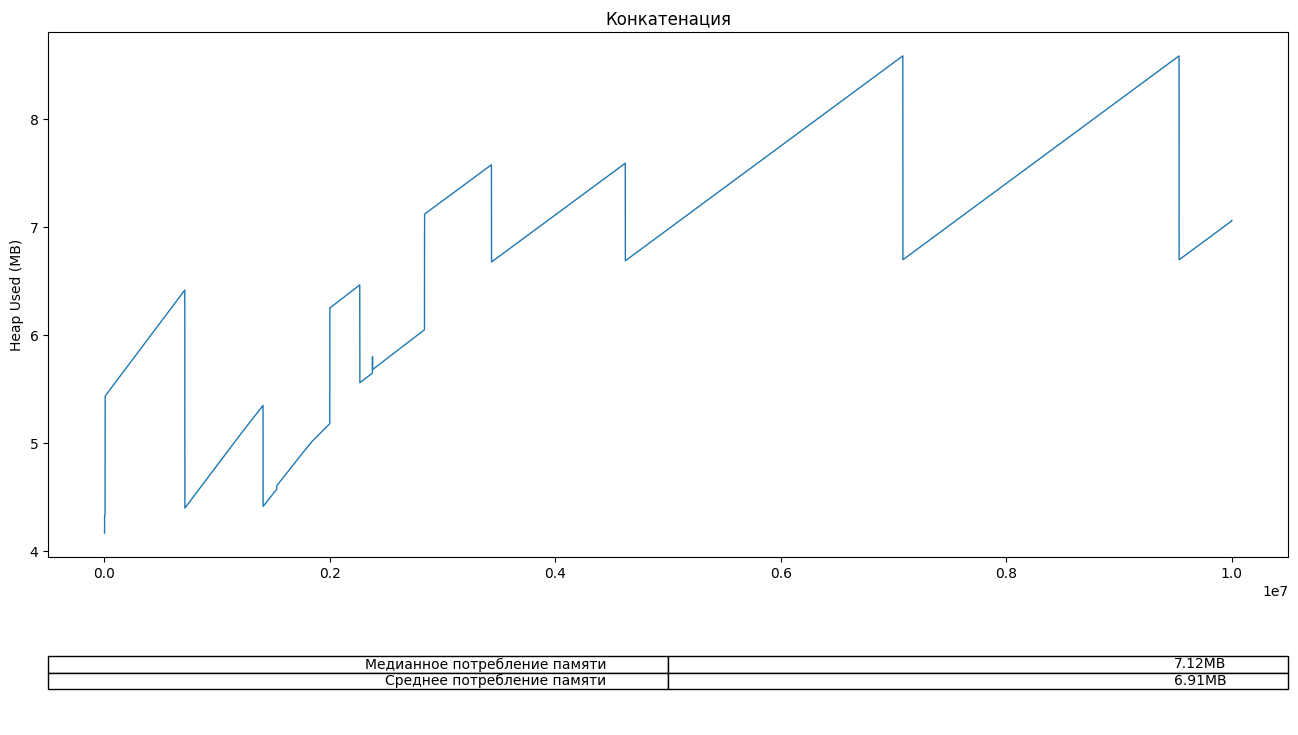 Конкатенация
Heap Used (MB)
8
7
6
5
4
0.0 0.2 0.4 0.6 0.8 1.0
1e7
Медианное потребление памяти 7.12MB
Среднее потребление памяти 6.91MB